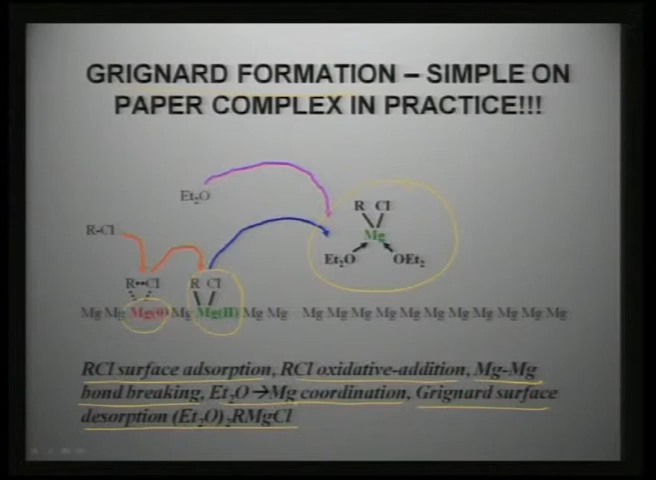 GRIGNARD FORMATION – SIMPLE ON
PAPER COMPLEX IN PRACTICE!!!
Et₂O
R Cl
Mg
Et₂O OEt₂
R-Cl
R••Cl R Cl
Mg Mg Mg(0) Mg Mg(II) Mg Mg Mg Mg Mg Mg Mg Mg Mg Mg Mg Mg Mg
RCl surface adsorption, RCl oxidative-addition, Mg-Mg
bond breaking, Et₂O →Mg coordination, Grignard surface
desorption (Et₂O)₂RMgCl